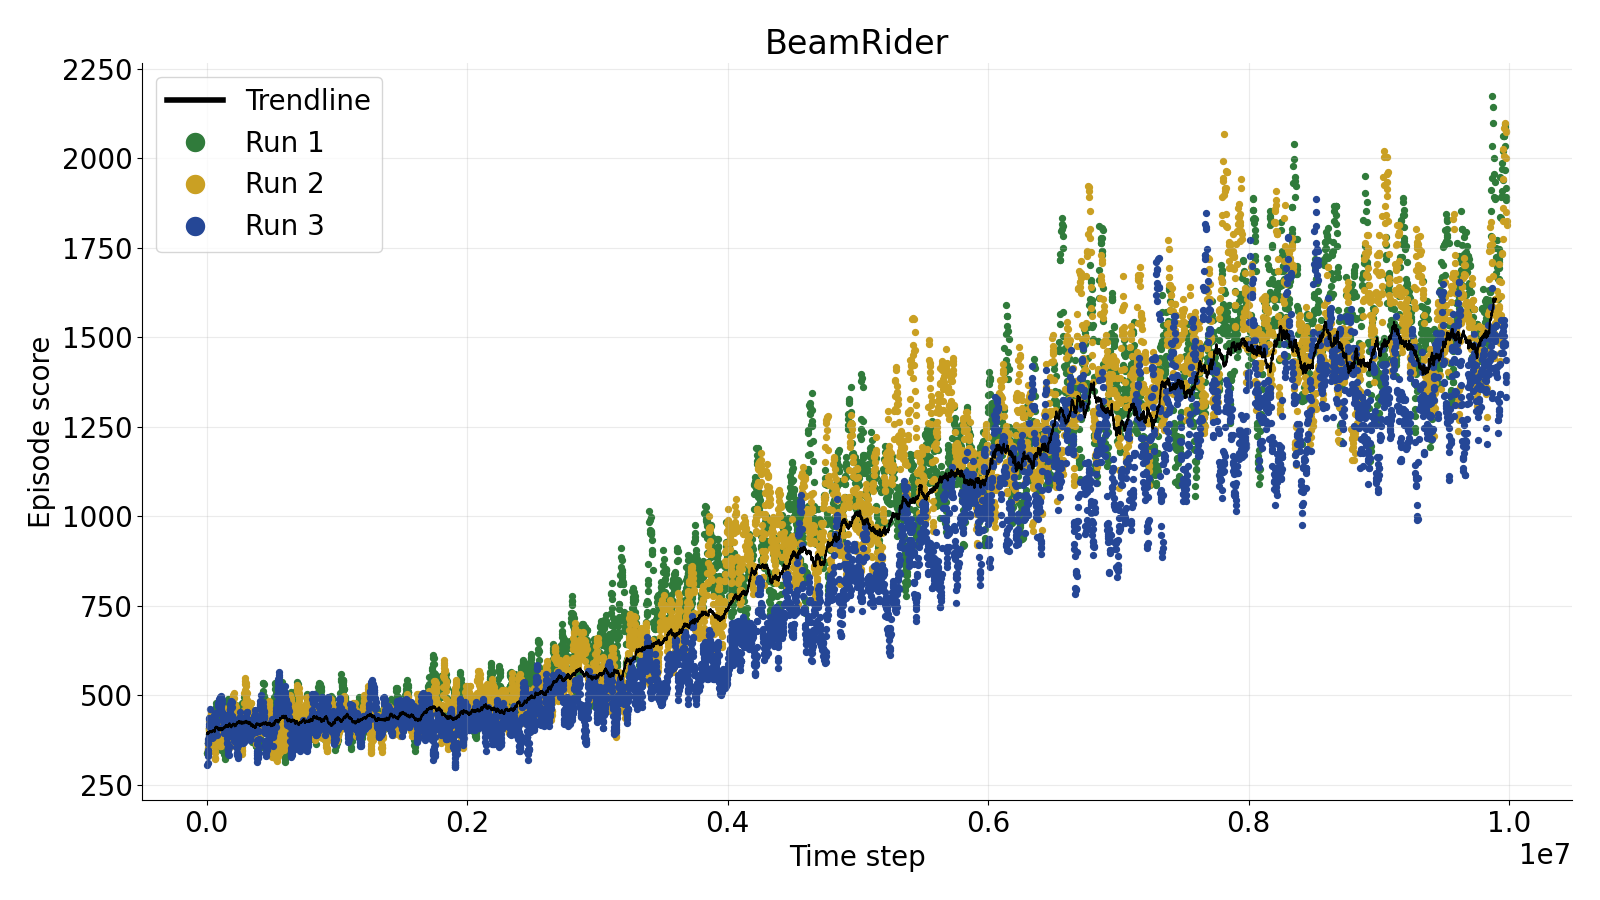 BeamRider
2250
2000
1750
1500
1250
1000
750
500
250
Episode score
Trendline
Run 1
Run 2
Run 3
0.0 0.2 0.4 0.6 0.8 1.0
1e7
Time step